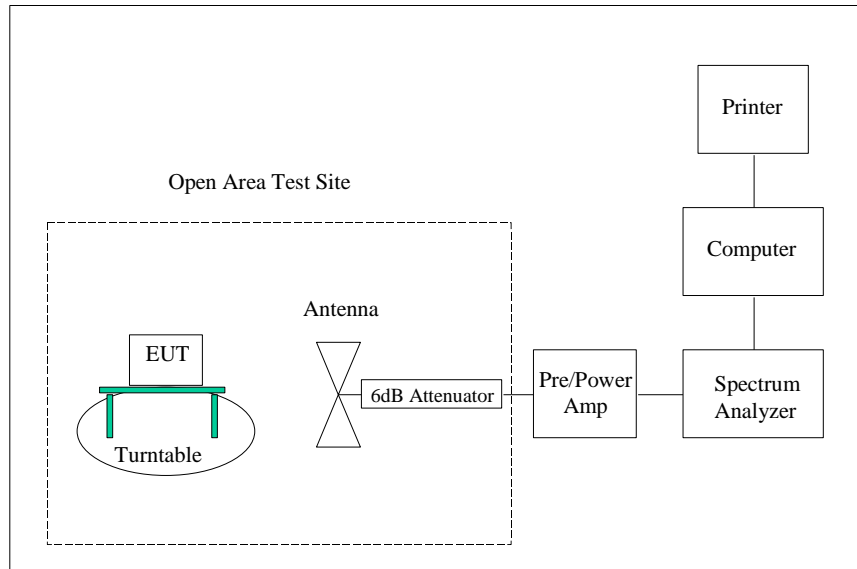 Printer
Open Area Test Site
Computer
Antenna
EUT
6dB Attenuator
Pre/Power
Amp
Spectrum
Analyzer
Turntable